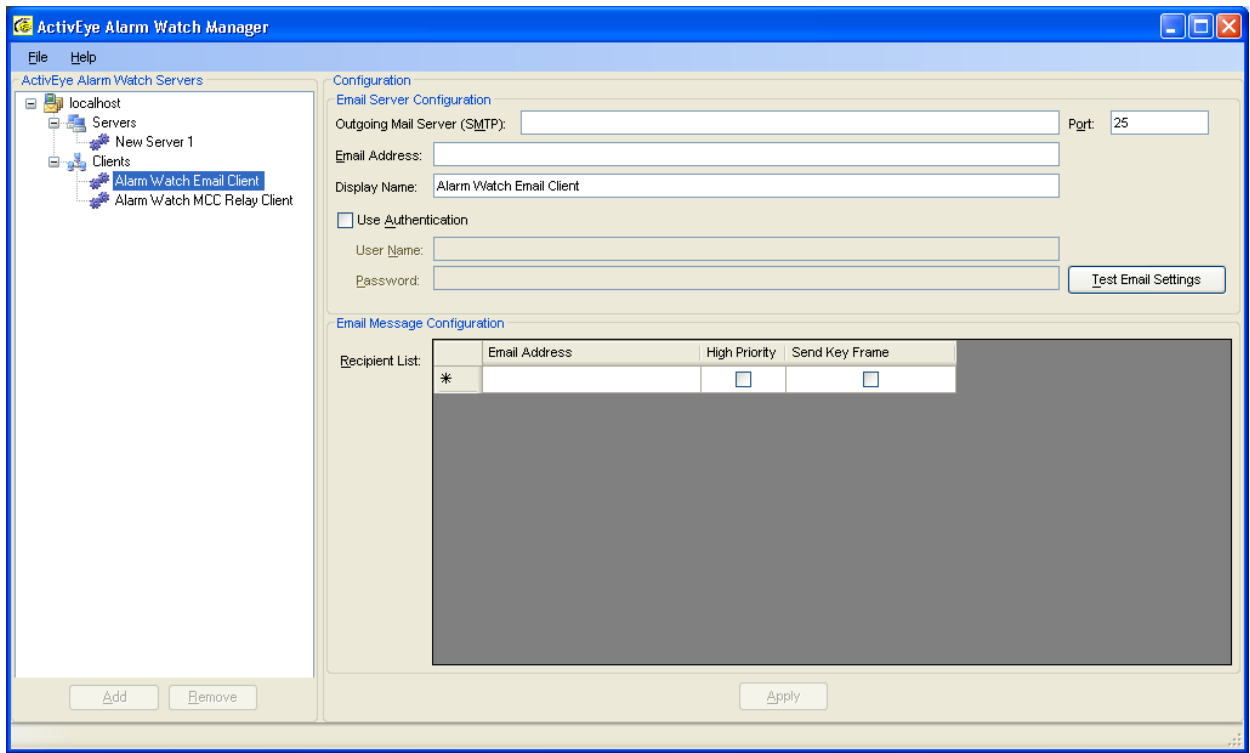 ActivEye Alarm Watch Manager
File Help
ActivEye Alarm Watch Servers
localhost
Servers
New Server 1
Clients
Alarm Watch Email Client
Alarm Watch MCC Relay Client
Add Remove
Configuration
Email Server Configuration
Outgoing Mail Server (SMTP): Port: 25
Email Address:
Display Name: Alarm Watch Email Client
Use Authentication
User Name:
Password: Test Email Settings
Email Message Configuration
Recipient List: Email Address High Priority Send Key Frame
Apply